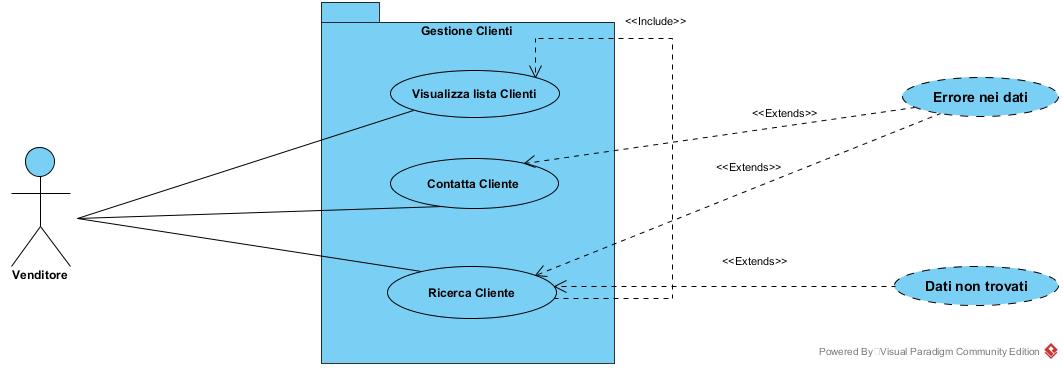 <<Include>>
Gestione Clienti
Visualizza lista Clienti
Errore nei dati
<<Extends>>
<<Extends>>
Contatta Cliente
Venditore
<<Extends>>
Ricerca Cliente
Dati non trovati
Powered By Visual Paradigm Community Edition